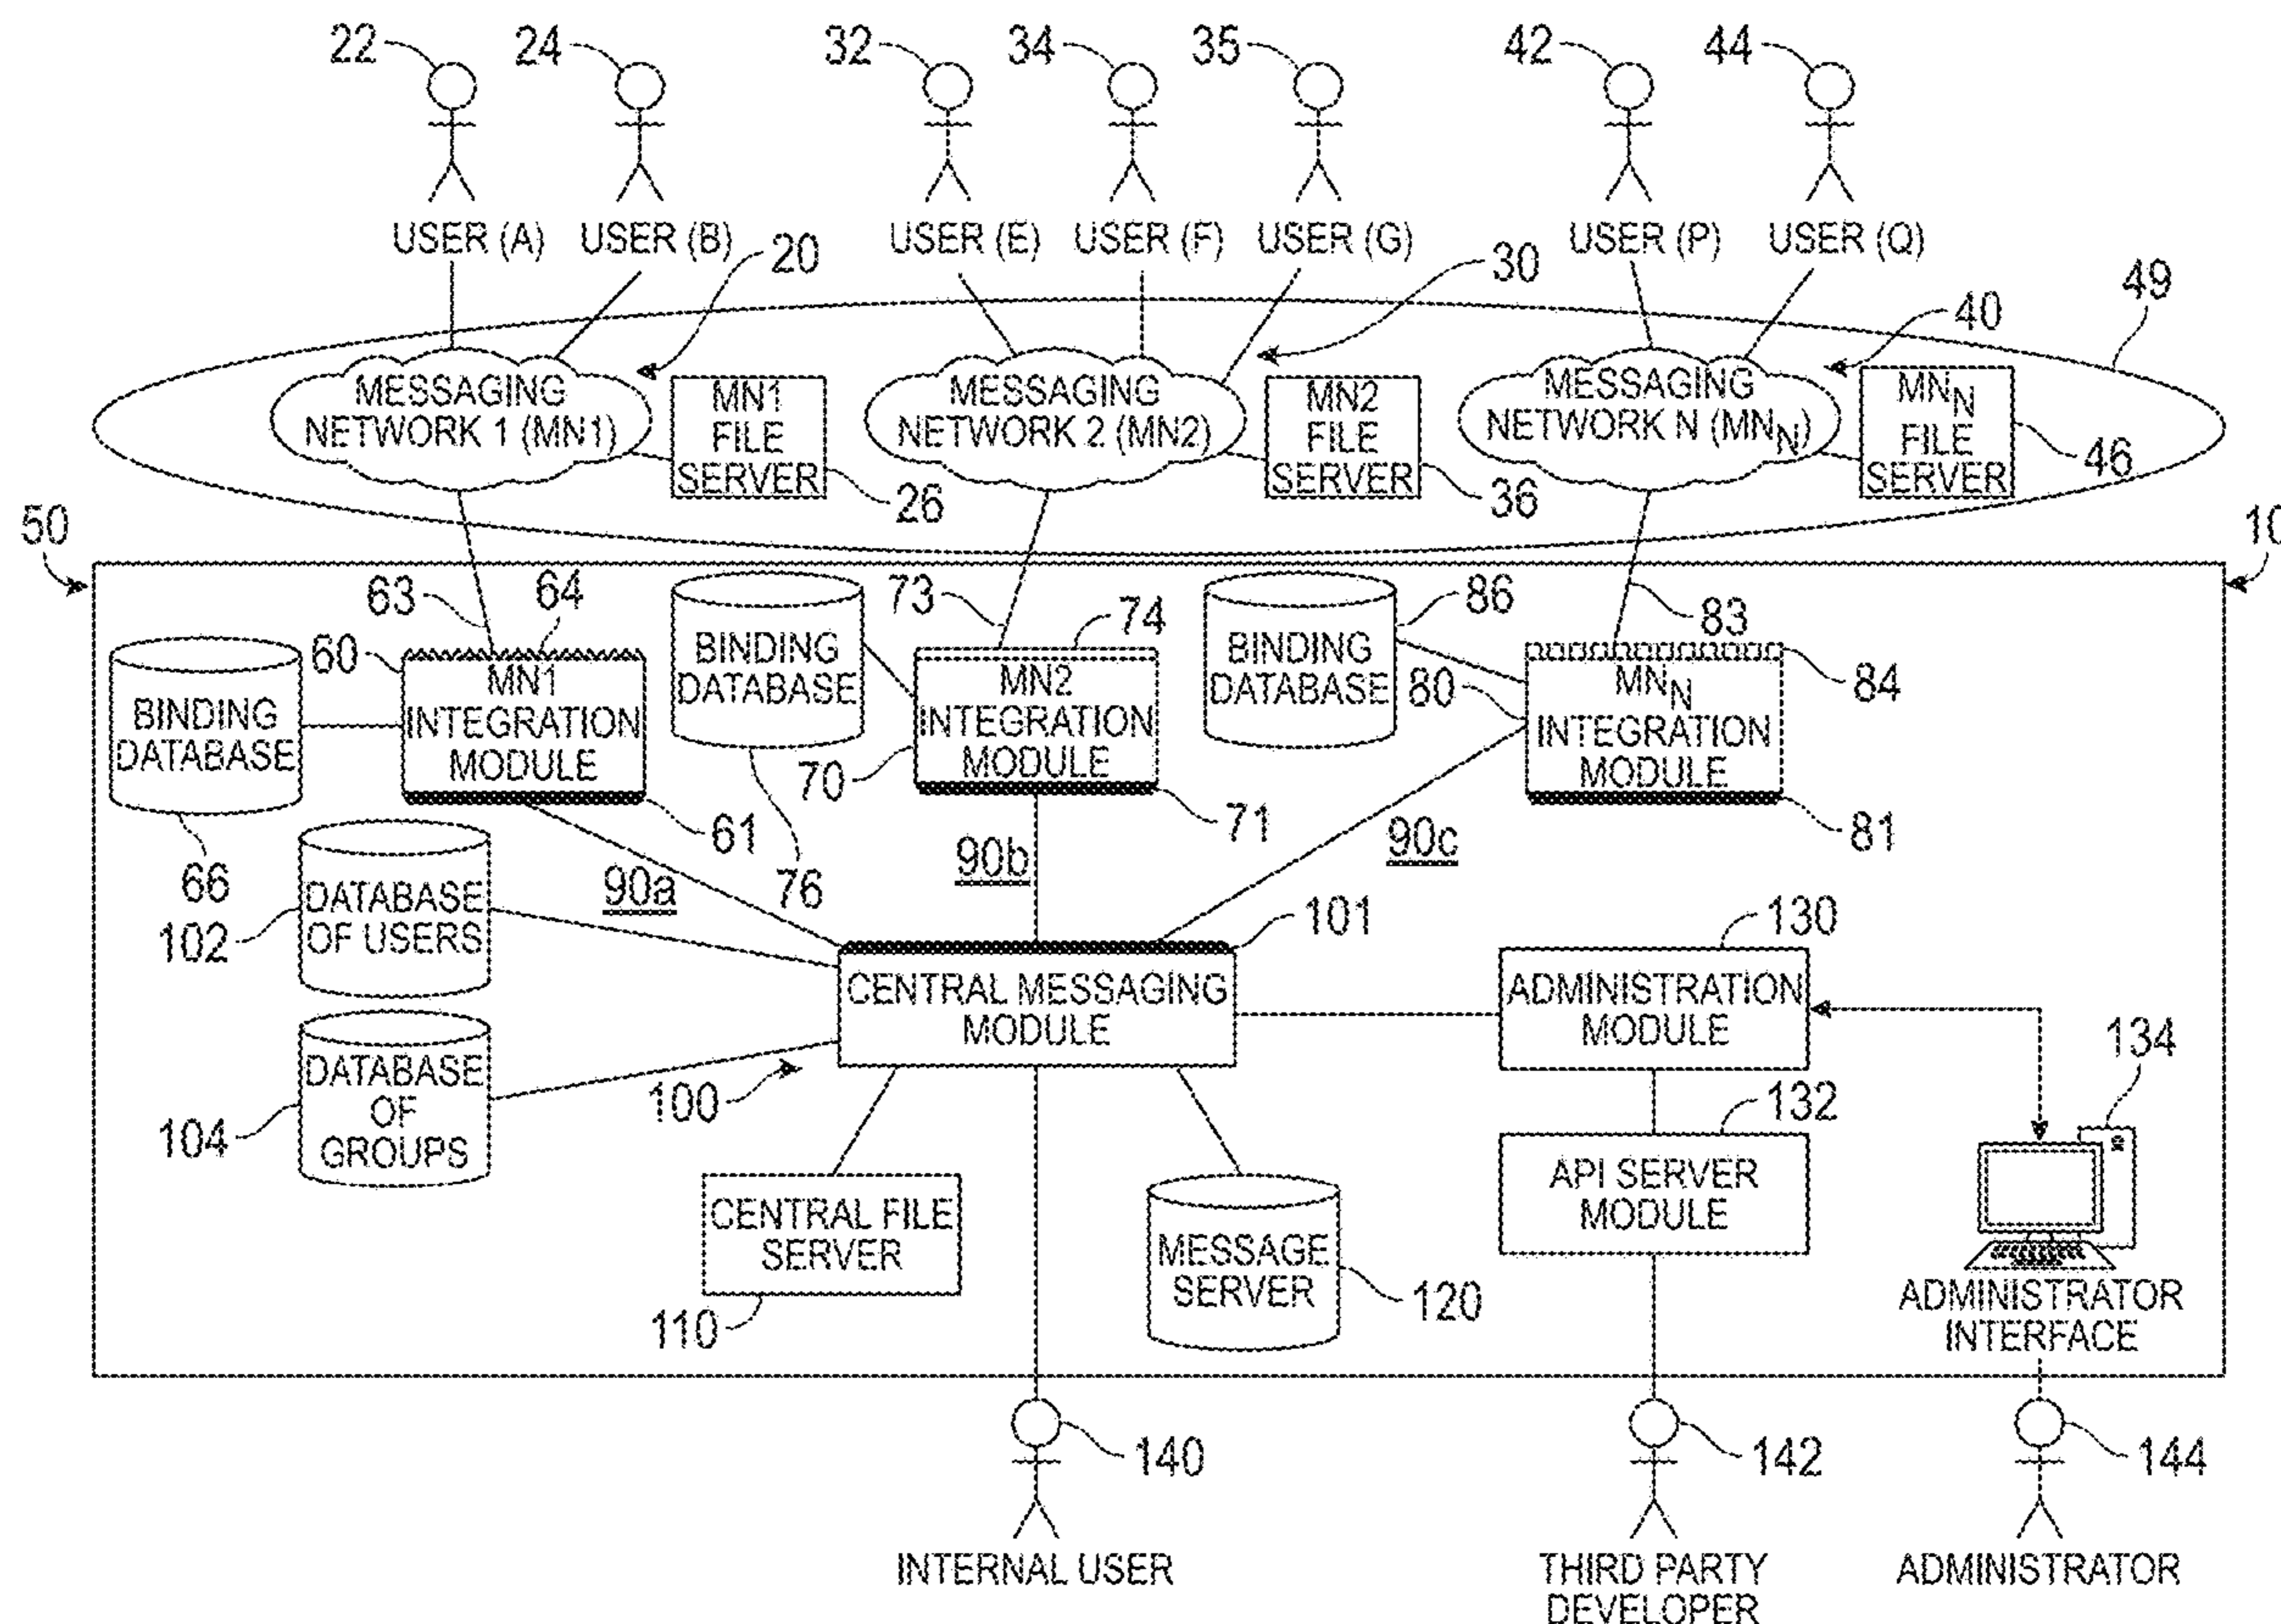 22
24
32
34
35
42
44
USER (A)
USER (B)
USER (E)
USER (F)
USER (G)
USER (P)
USER (Q)
20
30
40
49
MESSAGING
NETWORK 1 (MN1)
MN1
FILE
SERVER
26
MESSAGING
NETWORK 2 (MN2)
MN2
FILE
SERVER
36
MESSAGING
NETWORK N (MNN)
MNN
FILE
SERVER
46
50
10
63
64
60
BINDING
DATABASE
66
MN1
INTEGRATION
MODULE
61
BINDING
DATABASE
76
73
74
70
MN2
INTEGRATION
MODULE
71
BINDING
DATABASE
86
80
83
84
MNN
INTEGRATION
MODULE
81
90a
90b
90c
102
DATABASE
OF USERS
104
DATABASE
OF
GROUPS
101
CENTRAL MESSAGING
MODULE
100
130
ADMINISTRATION
MODULE
132
API SERVER
MODULE
134
ADMINISTRATOR
INTERFACE
CENTRAL FILE
SERVER
110
MESSAGE
SERVER
120
140
INTERNAL USER
142
THIRD PARTY
DEVELOPER
144
ADMINISTRATOR